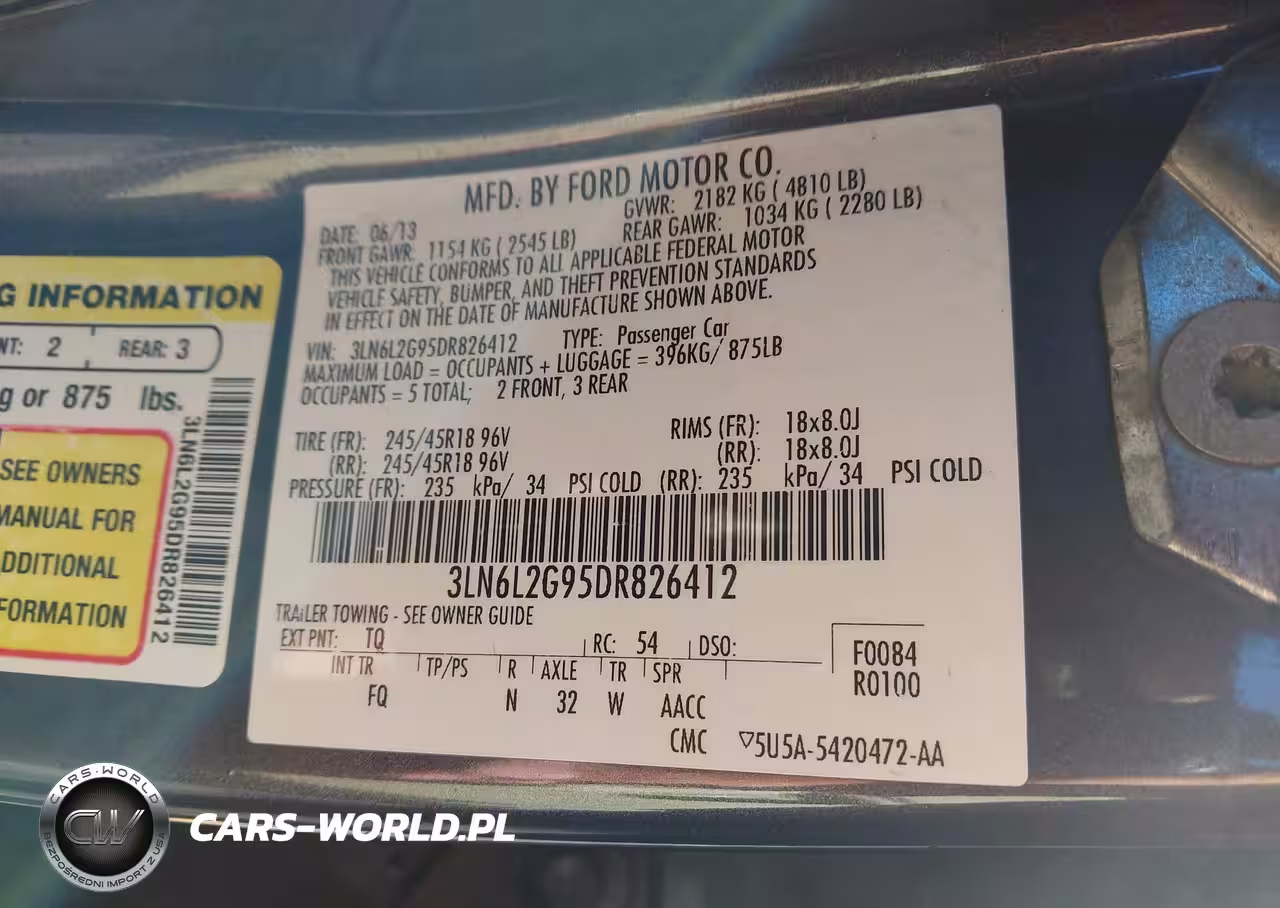 MFD. BY FORD MOTOR CO.
DATE: 06/13 GVWR: 2182 KG ( 4810 LB)
FRONT GAWR: 1154 KG ( 2545 LB) REAR GAWR: 1034 KG ( 2280 LB)
THIS VEHICLE CONFORMS TO ALL APPLICABLE FEDERAL MOTOR
VEHICLE SAFETY, BUMPER, AND THEFT PREVENTION STANDARDS
IN EFFECT ON THE DATE OF MANUFACTURE SHOWN ABOVE.
VIN: 3LN6L2G95DR826412 TYPE: Passenger Car
MAXIMUM LOAD = OCCUPANTS + LUGGAGE = 396KG/ 875LB
OCCUPANTS = 5 TOTAL; 2 FRONT, 3 REAR
TIRE (FR): 245/45R18 96V RIMS (FR): 18x8.0J
(RR): 245/45R18 96V (RR): 18x8.0J
PRESSURE (FR): 235 kPa/ 34 PSI COLD (RR): 235 kPa/ 34 PSI COLD
3LN6L2G95DR826412
TRAILER TOWING - SEE OWNER GUIDE
EXT PNT: TQ RC: 54 DSO:
INT TR TP/PS R AXLE TR SPR
FQ N 32 W AACC
CMC
F0084
R0100
▽5U5A-5420472-AA
G INFORMATION
NT: 2 REAR: 3
g or 875 lbs.
SEE OWNERS
MANUAL FOR
DDITIONAL
FORMATION
3LN6L2G95DR826412
CARS-WORLD
CW
BEZPOŚREDNI IMPORT Z USA
CARS-WORLD.PL